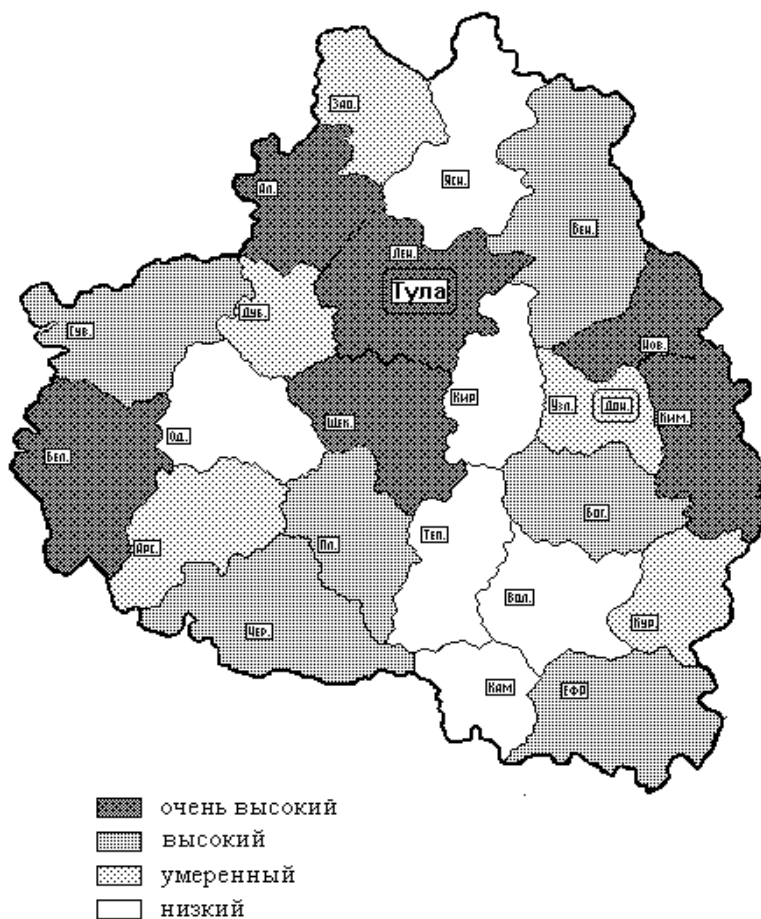 Зао.
Ясн.
Ал.
Вен.
Лен.
Тула
Сув.
Дуб.
Нов.
Кир
Узл.
Дон.
Ким.
Щек.
Од.
Бел.
Бог.
Арс.
Пл.
Теп.
Вол.
Кур.
Чер.
Кам
Ефр
очень высокий
высокий
умеренный
низкий